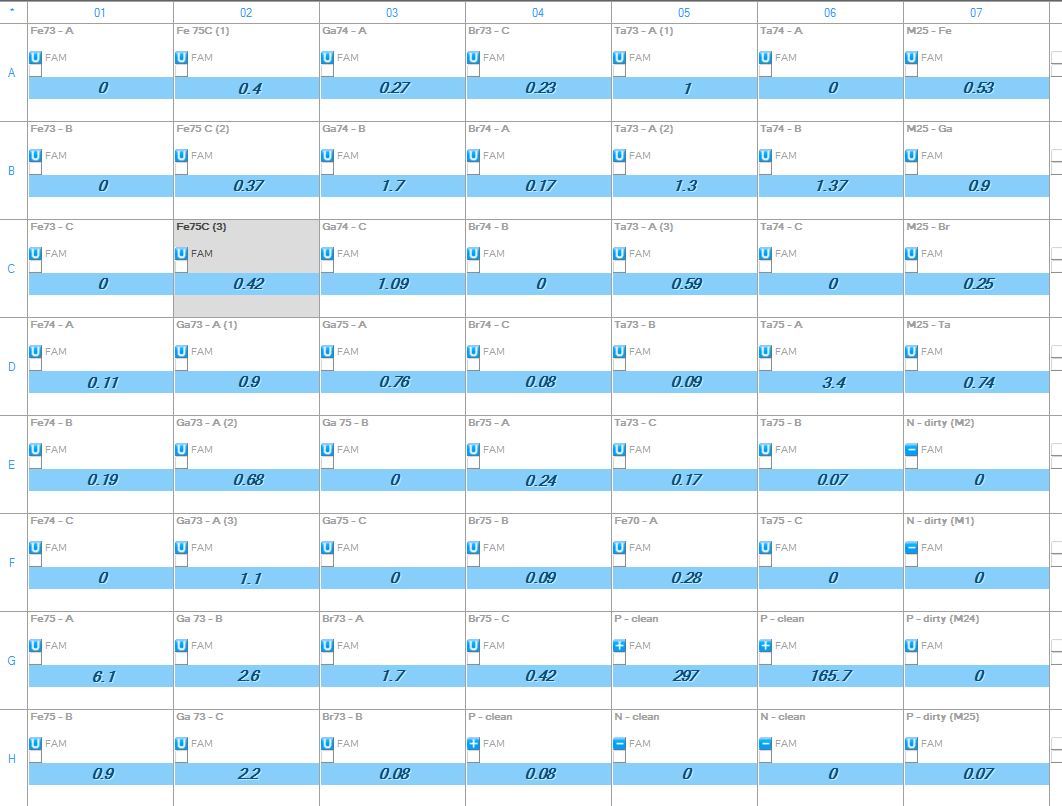 * 01 02 03 04 05 06 07
A
Fe73 - A Fe 75C (1) Ga74 - A Br73 - C Ta73 - A (1) Ta74 - A M25 - Fe
U FAM U FAM U FAM U FAM U FAM U FAM U FAM
0 0.4 0.27 0.23 1 0 0.53
B
Fe73 - B Fe75 C (2) Ga74 - B Br74 - A Ta73 - A (2) Ta74 - B M25 - Ga
U FAM U FAM U FAM U FAM U FAM U FAM U FAM
0 0.37 1.7 0.17 1.3 1.37 0.9
C
Fe73 - C Fe75C (3) Ga74 - C Br74 - B Ta73 - A (3) Ta74 - C M25 - Br
U FAM U FAM U FAM U FAM U FAM U FAM U FAM
0 0.42 1.09 0 0.59 0 0.25
D
Fe74 - A Ga73 - A (1) Ga75 - A Br74 - C Ta73 - B Ta75 - A M25 - Ta
U FAM U FAM U FAM U FAM U FAM U FAM U FAM
0.11 0.9 0.76 0.08 0.09 3.4 0.74
E
Fe74 - B Ga73 - A (2) Ga 75 - B Br75 - A Ta73 - C Ta75 - B N - dirty (M2)
U FAM U FAM U FAM U FAM U FAM U FAM − FAM
0.19 0.68 0 0.24 0.17 0.07 0
F
Fe74 - C Ga73 - A (3) Ga75 - C Br75 - B Fe70 - A Ta75 - C N - dirty (M1)
U FAM U FAM U FAM U FAM U FAM U FAM − FAM
0 1.1 0 0.09 0.28 0 0
G
Fe75 - A Ga 73 - B Br73 - A Br75 - C P - clean P - clean P - dirty (M24)
U FAM U FAM U FAM U FAM + FAM + FAM U FAM
6.1 2.6 1.7 0.42 297 165.7 0
H
Fe75 - B Ga 73 - C Br73 - B P - clean N - clean N - clean P - dirty (M25)
U FAM U FAM U FAM + FAM − FAM − FAM U FAM
0.9 2.2 0.08 0.08 0 0 0.07